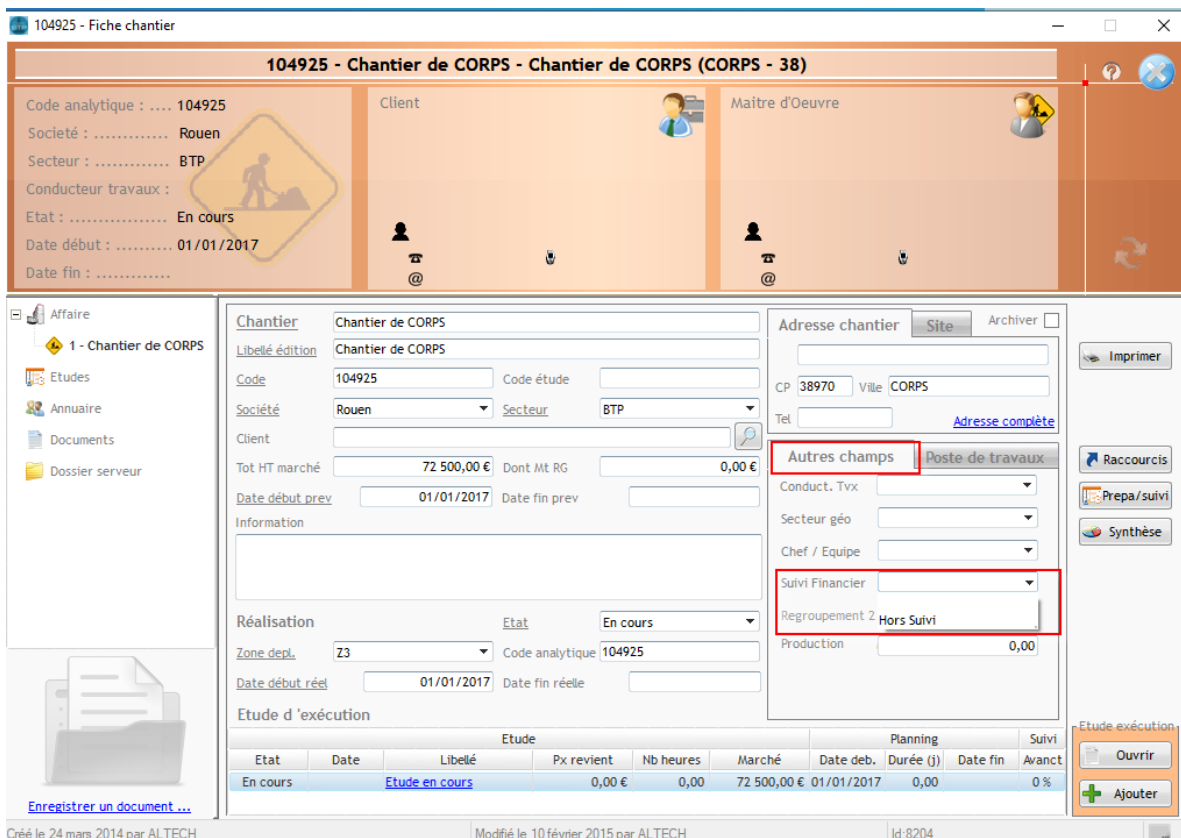 104925 - Fiche chantier
104925 - Chantier de CORPS - Chantier de CORPS (CORPS - 38)
Code analytique : .... 104925
Societé : ............. Rouen
Secteur : .............. BTP
Conducteur travaux :
Etat : ................. En cours
Date début : .......... 01/01/2017
Date fin : .............
Client
@
Maitre d'Oeuvre
@
Affaire
1 - Chantier de CORPS
Etudes
Annuaire
Documents
Dossier serveur
Enregistrer un document ...
Chantier Chantier de CORPS
Libellé édition Chantier de CORPS
Code 104925 Code étude
Société Rouen Secteur BTP
Client
Tot HT marché 72 500,00 € Dont Mt RG 0,00 €
Date début prev 01/01/2017 Date fin prev
Information
Réalisation Etat En cours
Zone depl. Z3 Code analytique 104925
Date début réel 01/01/2017 Date fin réelle
Adresse chantier Site Archiver
CP 38970 Ville CORPS
Tel Adresse complète
Autres champs Poste de travaux
Conduct. Tvx
Secteur géo
Chef / Equipe
Suivi Financier
Regroupement 2 Hors Suivi
Production 0,00
Imprimer
Raccourcis
Prepa/suivi
Synthèse
Etude d 'exécution
Etude Planning Suivi
Etat Date Libellé Px revient Nb heures Marché Date deb. Durée (j) Date fin Avanct
En cours Etude en cours 0,00 € 0,00 72 500,00 € 01/01/2017 0,00 0 %
Etude exécution
Ouvrir
Ajouter
Créé le 24 mars 2014 par ALTECH Modifié le 10 février 2015 par ALTECH Id:8204